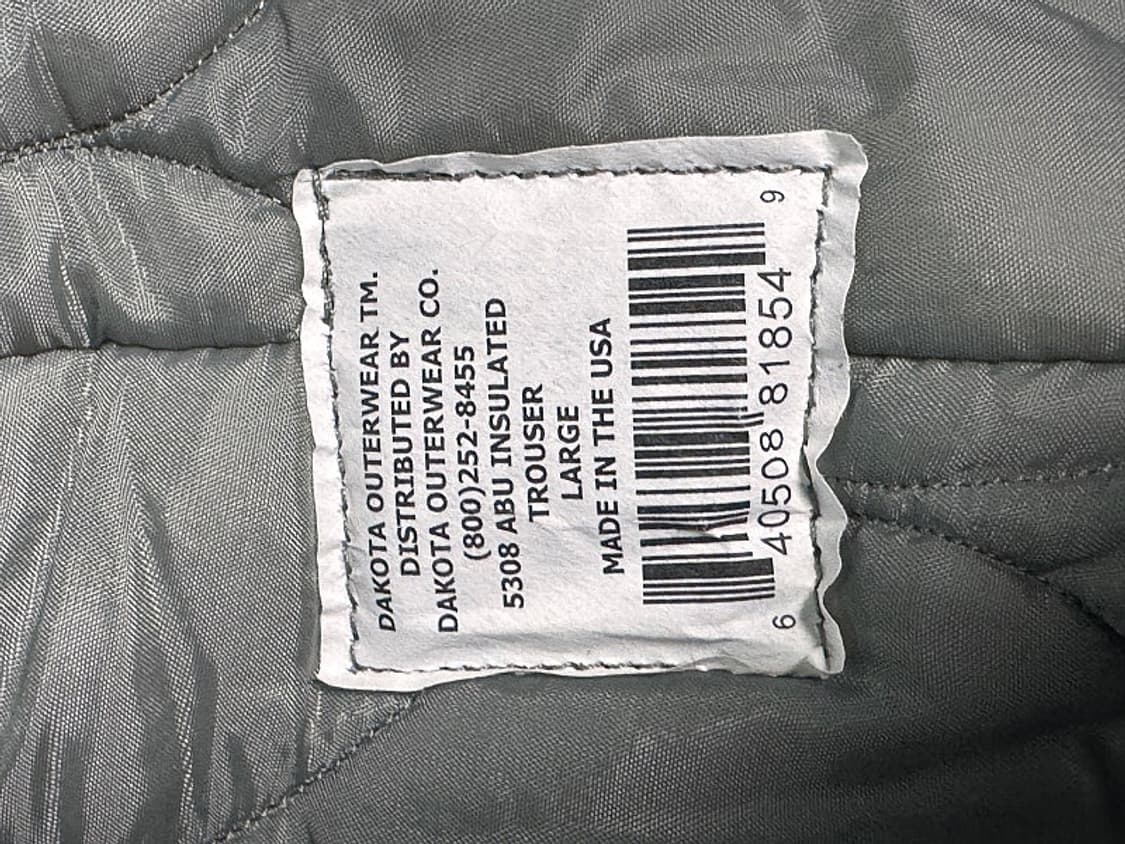 DAKOTA OUTERWEAR TM.
DISTRIBUTED BY
DAKOTA OUTERWEAR CO.
(800)252-8455
5308 ABU INSULATED
TROUSER
LARGE
MADE IN THE USA
6 40508 81854 9